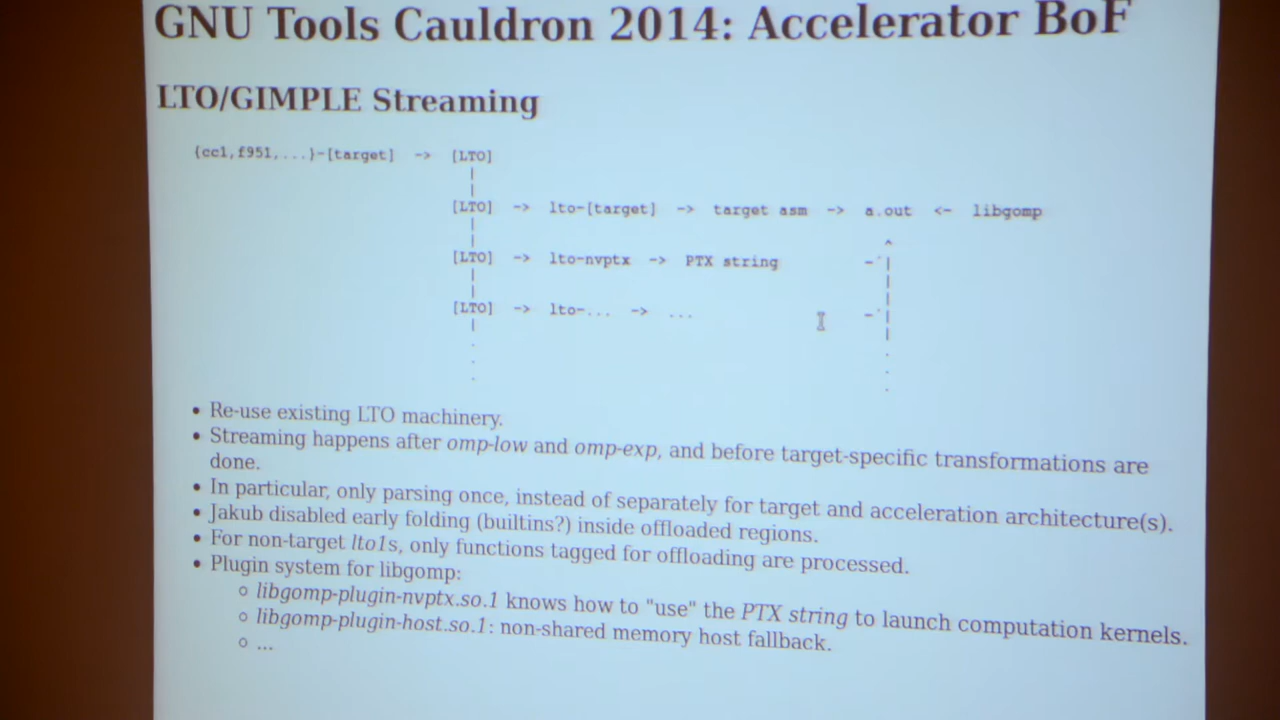 GNU Tools Cauldron 2014: Accelerator BoF
LTO/GIMPLE Streaming
{cc1,f951,...}-[target] -> [LTO]
[LTO] -> lto-[target] -> target asm -> a.out <- libgomp
[LTO] -> lto-nvptx -> PTX string
[LTO] -> lto-... -> ...
• Re-use existing LTO machinery.
• Streaming happens after omp-low and omp-exp, and before target-specific transformations are
done.
• In particular, only parsing once, instead of separately for target and acceleration architecture(s).
• Jakub disabled early folding (builtins?) inside offloaded regions.
• For non-target lto1s, only functions tagged for offloading are processed.
• Plugin system for libgomp:
○ libgomp-plugin-nvptx.so.1 knows how to "use" the PTX string to launch computation kernels.
○ libgomp-plugin-host.so.1: non-shared memory host fallback.
○ ...